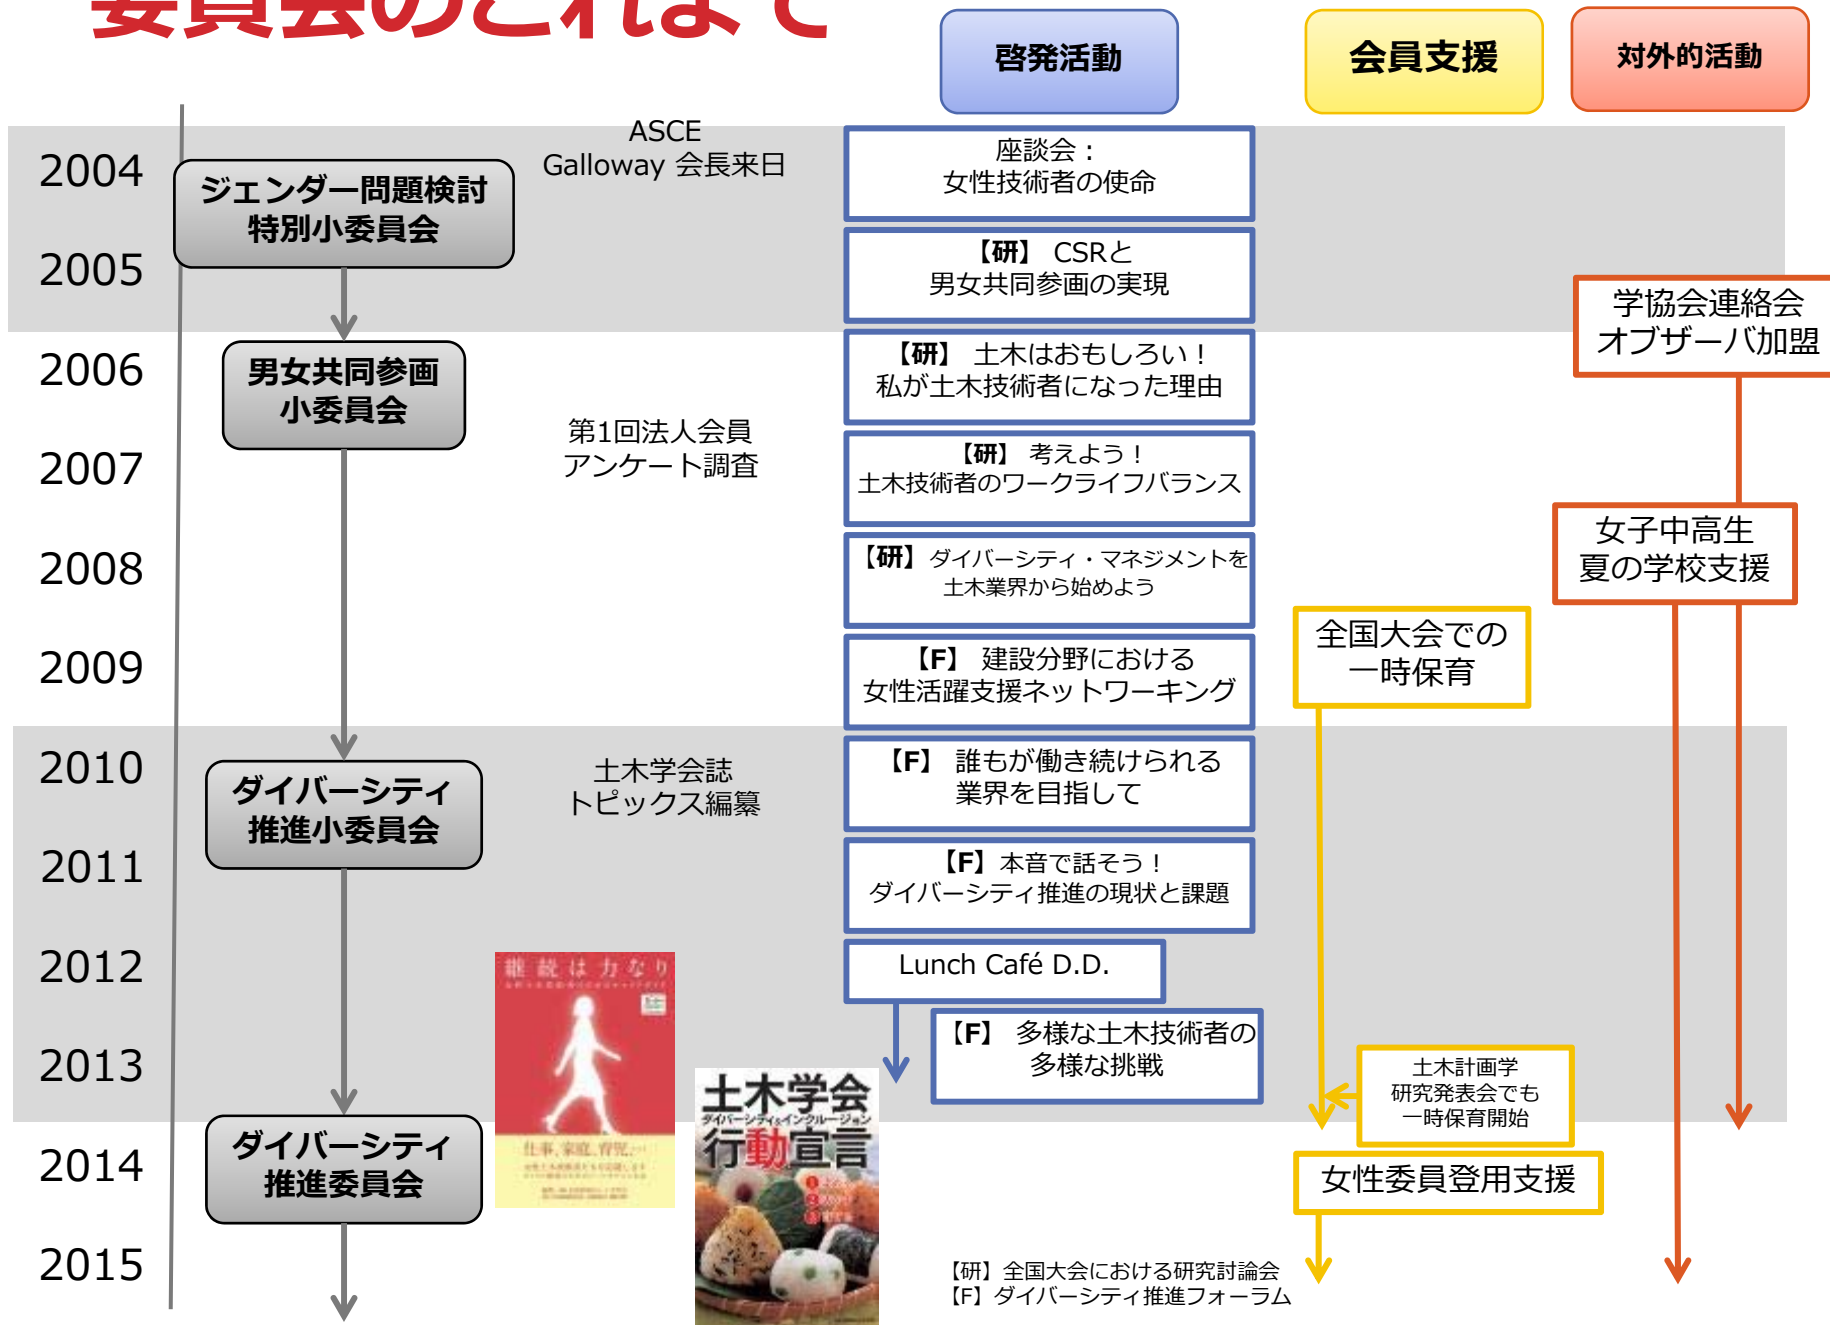 委員会のこれまで
啓発活動
会員支援
対外的活動
2004
2005
2006
2007
2008
2009
2010
2011
2012
2013
2014
2015
ジェンダー問題検討
特別小委員会
男女共同参画
小委員会
ダイバーシティ
推進小委員会
ダイバーシティ
推進委員会
ASCE
Galloway 会長来日
第1回法人会員
アンケート調査
土木学会誌
トピックス編纂
継続は力なり
仕事、家庭、育児、…
土木学会
ダイバーシティ&インクルージョン
行動宣言
座談会：
女性技術者の使命
【研】 CSRと
男女共同参画の実現
【研】 土木はおもしろい！
私が土木技術者になった理由
【研】 考えよう！
土木技術者のワークライフバランス
【研】ダイバーシティ・マネジメントを
土木業界から始めよう
【F】 建設分野における
女性活躍支援ネットワーキング
【F】 誰もが働き続けられる
業界を目指して
【F】本音で話そう！
ダイバーシティ推進の現状と課題
Lunch Café D.D.
【F】 多様な土木技術者の
多様な挑戦
全国大会での
一時保育
土木計画学
研究発表会でも
一時保育開始
女性委員登用支援
学協会連絡会
オブザーバ加盟
女子中高生
夏の学校支援
【研】全国大会における研究討論会
【F】ダイバーシティ推進フォーラム